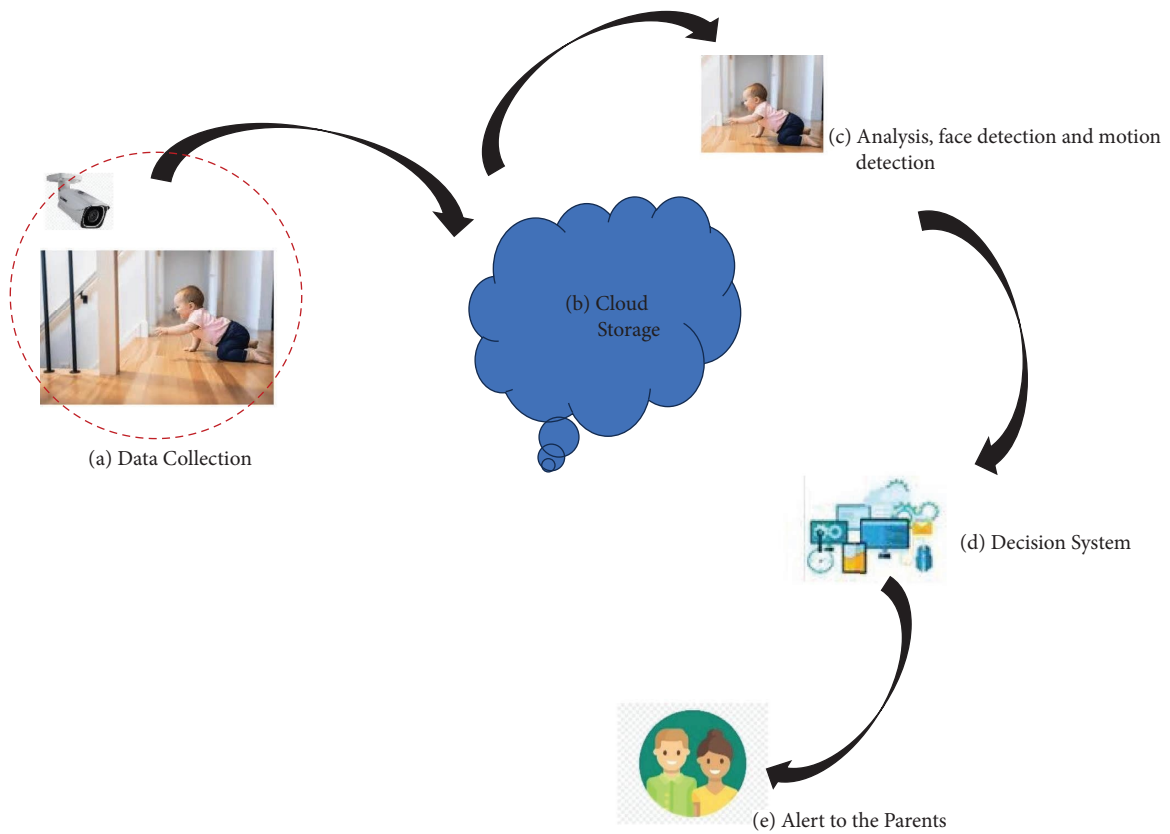 (c) Analysis, face detection and motion
detection
(b) Cloud
Storage
(a) Data Collection
(d) Decision System
(e) Alert to the Parents